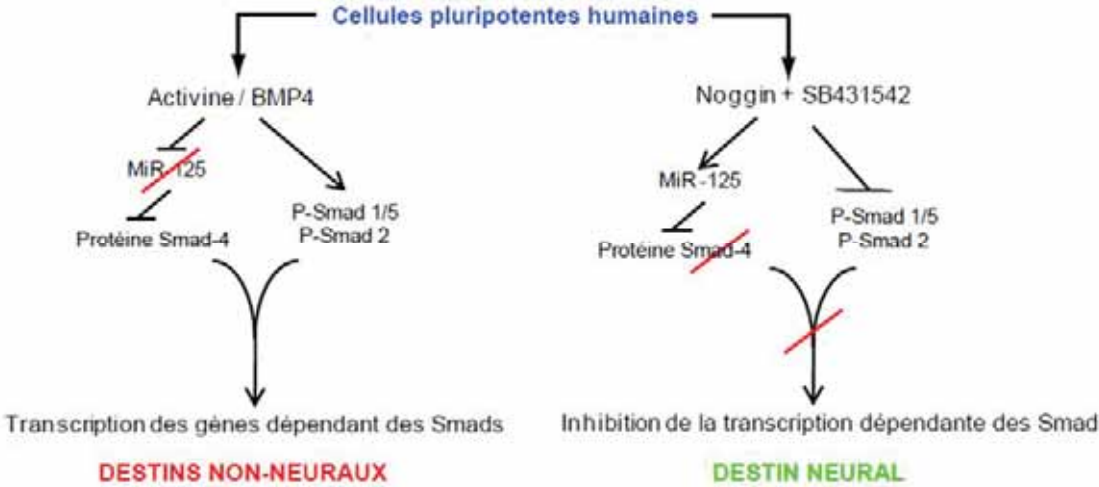 Cellules pluripotentes humaines
Activine / BMP4
MiR-125
Protéine Smad-4
P-Smad 1/5
P-Smad 2
Transcription des gènes dépendant des Smads
DESTINS NON-NEURAUX
Noggin + SB431542
MiR-125
Protéine Smad-4
P-Smad 1/5
P-Smad 2
Inhibition de la transcription dépendante des Smad
DESTIN NEURAL